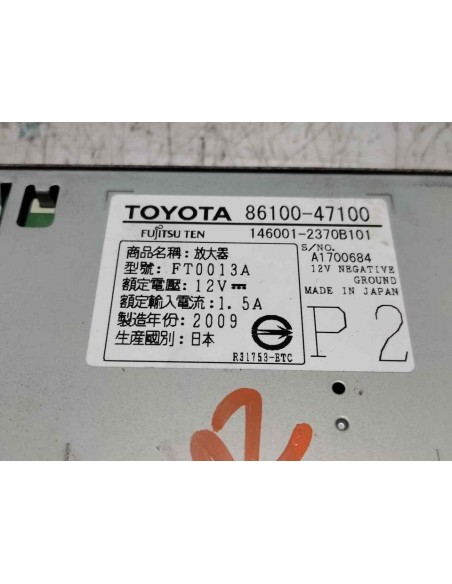 TOYOTA 86100-47100
FUJITSU TEN 146001-2370B101
商品名稱：放大器
型號：FT0013A
額定電壓：12V⎓
額定輸入電流：1.5A
製造年份：2009
生產國別：日本
R31753-ETC
S/NO.
A1700684
12V NEGATIVE
GROUND
MADE IN JAPAN
P2